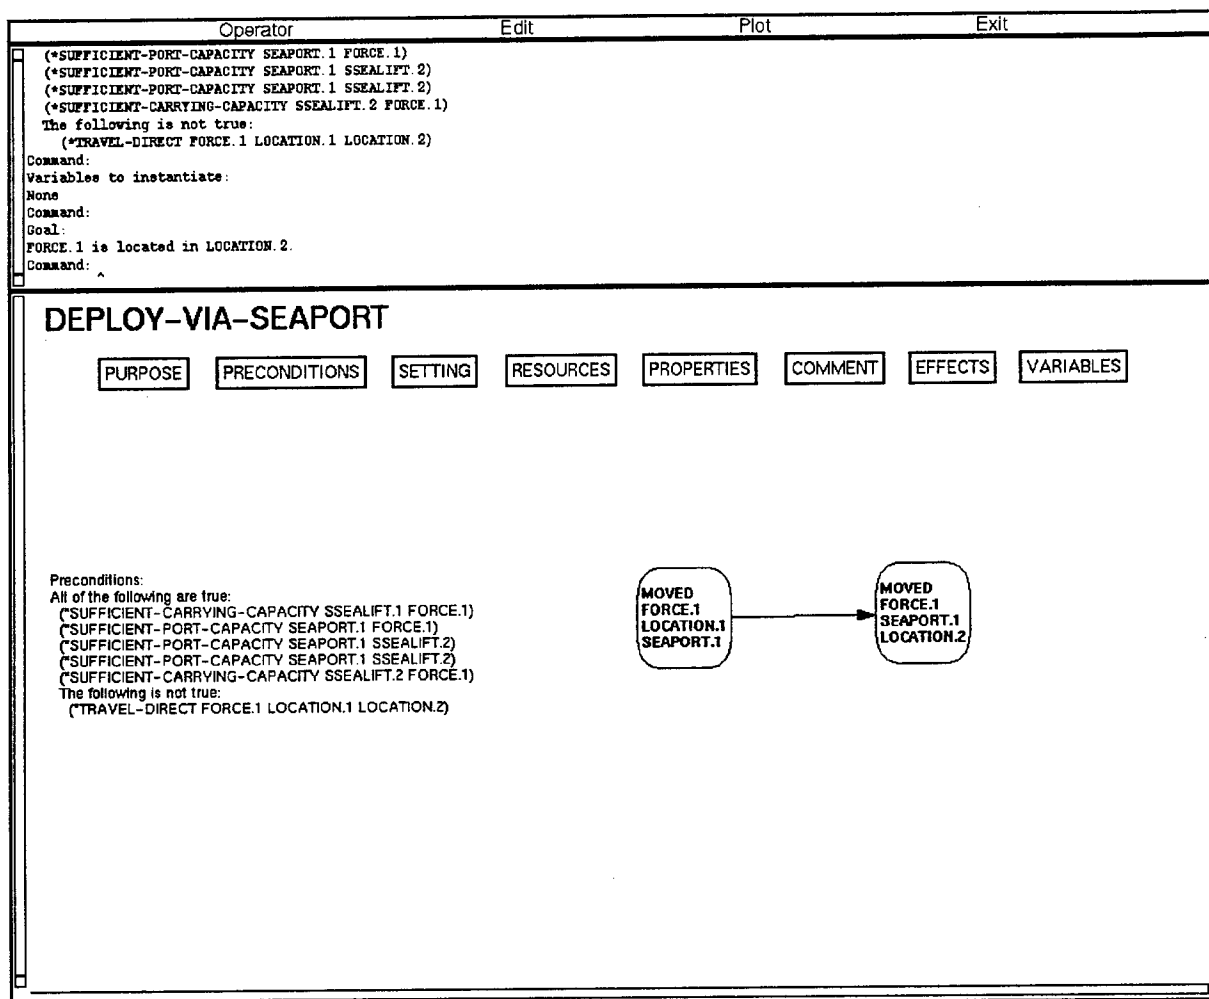 Operator Edit Plot Exit
(*SUFFICIENT-PORT-CAPACITY SEAPORT.1 FORCE.1)
(*SUFFICIENT-PORT-CAPACITY SEAPORT.1 SSEALIFT.2)
(*SUFFICIENT-PORT-CAPACITY SEAPORT.1 SSEALIFT.2)
(*SUFFICIENT-CARRYING-CAPACITY SSEALIFT.2 FORCE.1)
The following is not true:
(*TRAVEL-DIRECT FORCE.1 LOCATION.1 LOCATION.2)
Command:
Variables to instantiate:
None
Command:
Goal:
FORCE.1 is located in LOCATION.2.
Command:
^
DEPLOY-VIA-SEAPORT
PURPOSE PRECONDITIONS SETTING RESOURCES PROPERTIES COMMENT EFFECTS VARIABLES
Preconditions:
All of the following are true:
(*SUFFICIENT-CARRYING-CAPACITY SSEALIFT.1 FORCE.1)
(*SUFFICIENT-PORT-CAPACITY SEAPORT.1 FORCE.1)
(*SUFFICIENT-PORT-CAPACITY SEAPORT.1 SSEALIFT.2)
(*SUFFICIENT-PORT-CAPACITY SEAPORT.1 SSEALIFT.2)
(*SUFFICIENT-CARRYING-CAPACITY SSEALIFT.2 FORCE.1)
The following is not true:
(*TRAVEL-DIRECT FORCE.1 LOCATION.1 LOCATION.2)
MOVED
FORCE.1
LOCATION.1
SEAPORT.1
MOVED
FORCE.1
SEAPORT.1
LOCATION.2